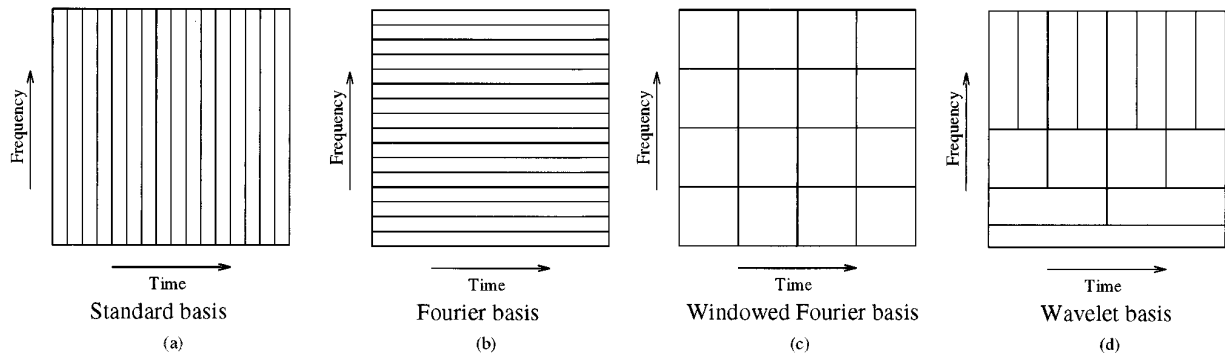 Frequency
Time
Standard basis
(a)
Frequency
Time
Fourier basis
(b)
Frequency
Time
Windowed Fourier basis
(c)
Frequency
Time
Wavelet basis
(d)